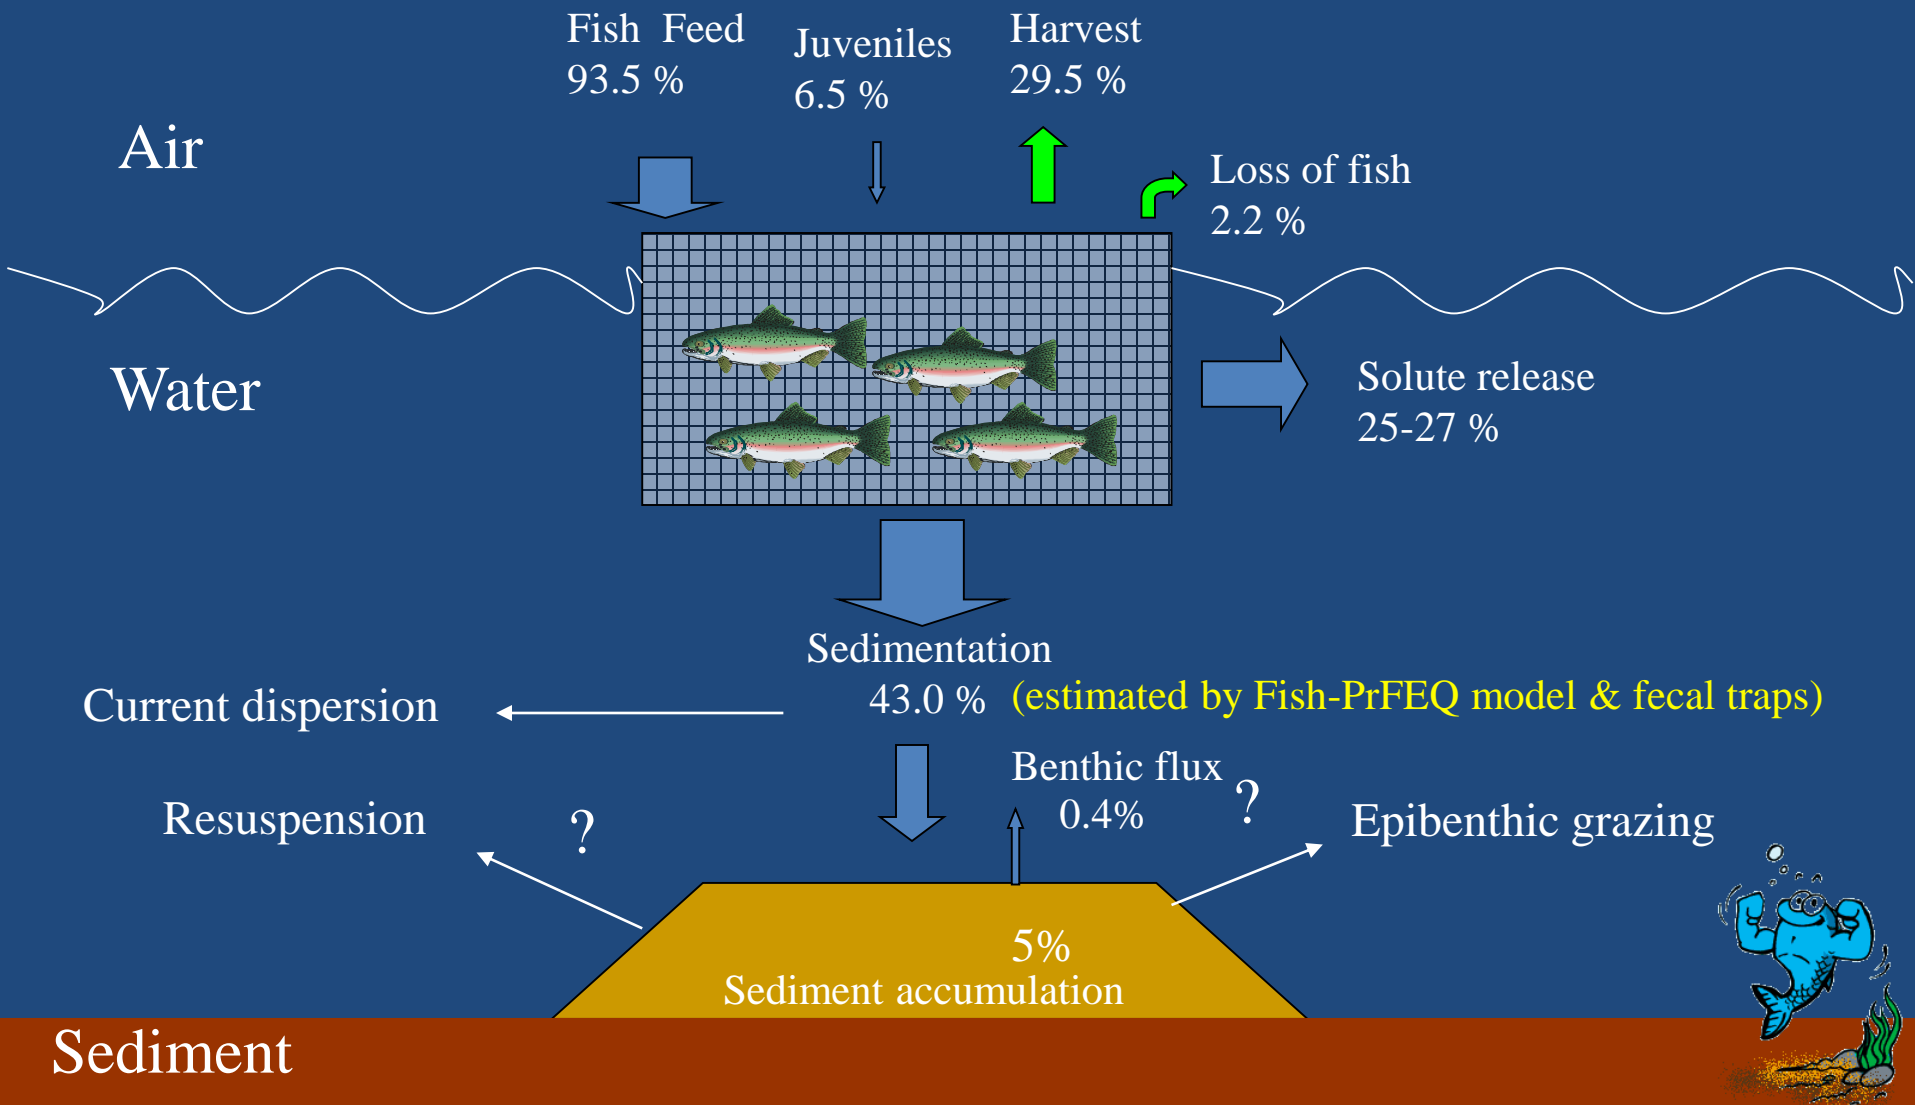 Fish  Feed
93.5 %
Juveniles
6.5 %
Harvest
29.5 %
Air
Loss of fish
2.2 %
Water
Solute release
25-27 %
Sedimentation
43.0 % (estimated by Fish-PrFEQ model & fecal traps)
Current dispersion
Benthic flux
0.4%
?
Resuspension
?
Epibenthic grazing
5%
Sediment accumulation
Sediment